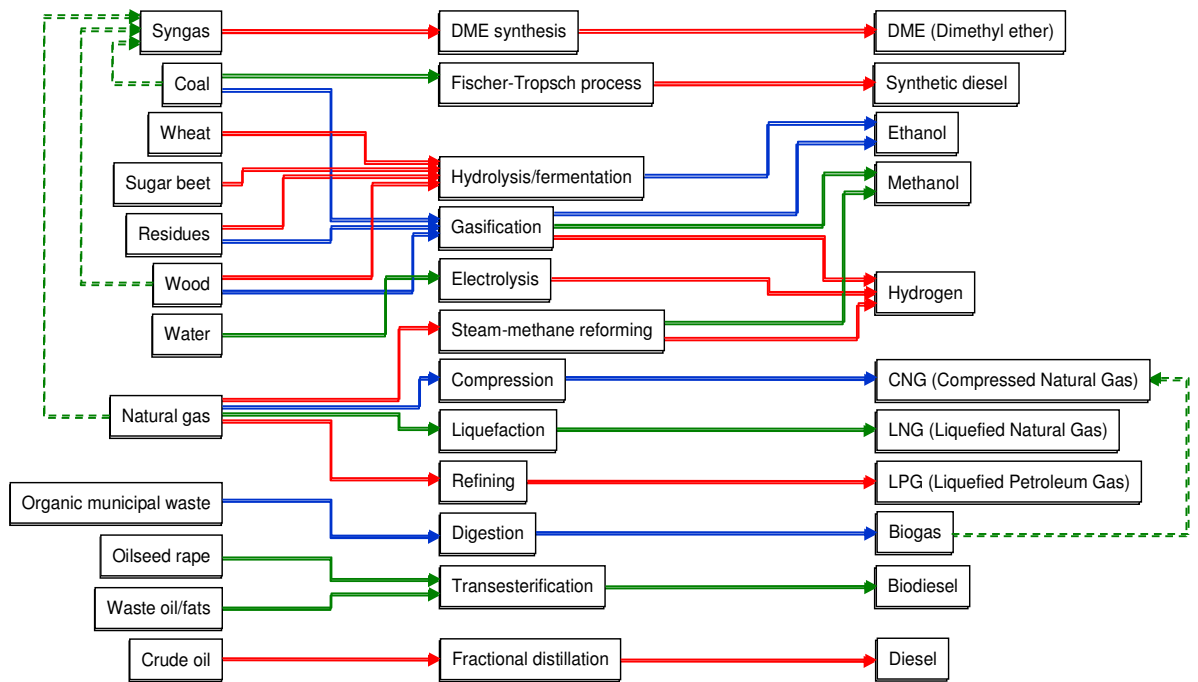 Syngas
DME synthesis
DME (Dimethyl ether)
Coal
Fischer-Tropsch process
Synthetic diesel
Wheat
Ethanol
Sugar beet
Hydrolysis/fermentation
Methanol
Residues
Gasification
Wood
Electrolysis
Hydrogen
Water
Steam-methane reforming
Compression
CNG (Compressed Natural Gas)
Natural gas
Liquefaction
LNG (Liquefied Natural Gas)
Refining
LPG (Liquefied Petroleum Gas)
Organic municipal waste
Digestion
Biogas
Oilseed rape
Transesterification
Biodiesel
Waste oil/fats
Crude oil
Fractional distillation
Diesel